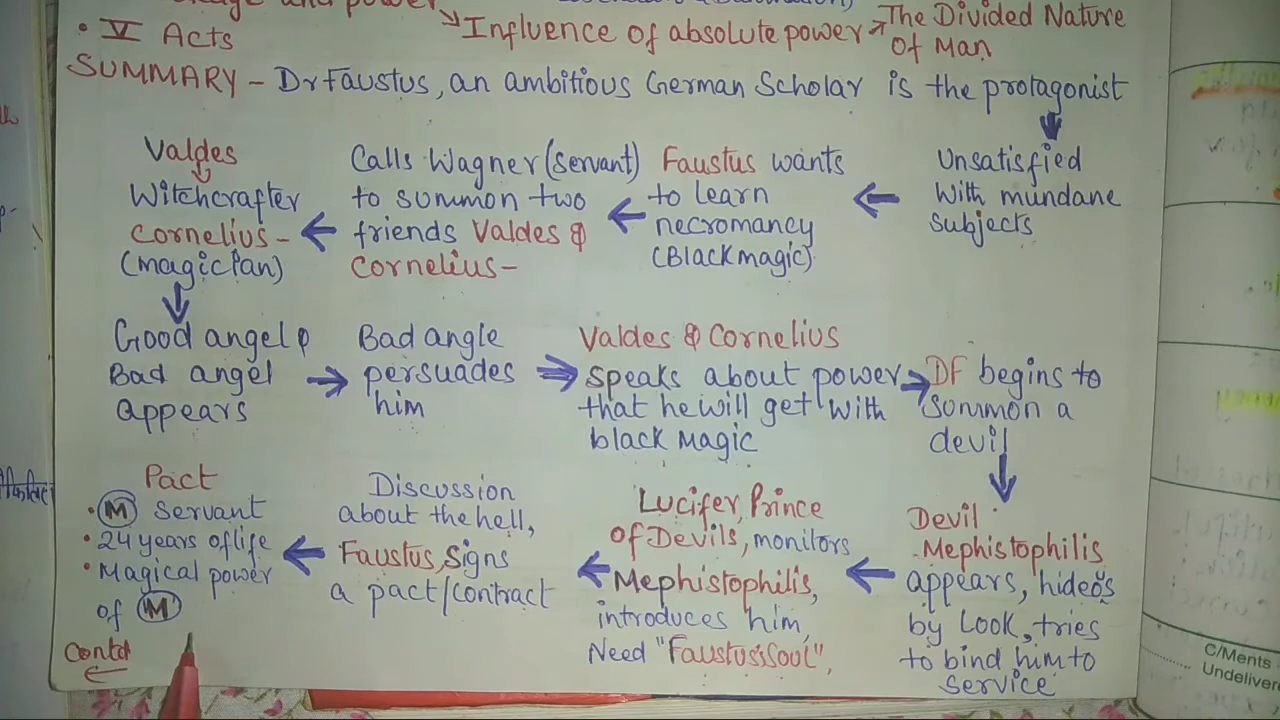 and power
• V Acts
Influence of absolute power
The Divided Nature
Of Man
SUMMARY – Dr Faustus, an ambitious German Scholar is the protagonist
Unsatisfied
with mundane
subjects
Faustus wants
to learn
necromancy
(Black magic)
Calls Wagner (servant)
to summon two
friends Valdes &
Cornelius –
Valdes
Witchcrafter
Cornelius –
(magician)
Good angel &
Bad angel
appears
Bad angle
persuades
him
Valdes & Cornelius
speaks about power
that he will get with
black magic
DF begins to
summon a
devil
Devil
Mephistophilis
appears, hideos
by Look, tries
to bind him to
service
Lucifer, Prince
of Devils, monitors
Mephistophilis,
introduces him,
Need "Faustus's soul",
Discussion
about the hell,
Faustus, signs
a pact/contract
Pact
• M servant
• 24 years of life
• Magical power
of M
Contd
C/Ments
Undeliver